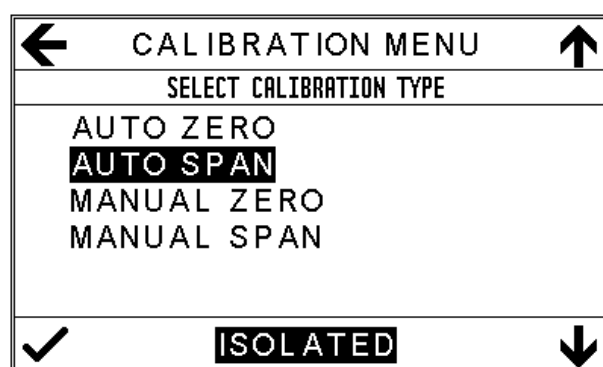 CALIBRATION MENU
SELECT CALIBRATION TYPE
AUTO ZERO
AUTO SPAN
MANUAL ZERO
MANUAL SPAN
ISOLATED